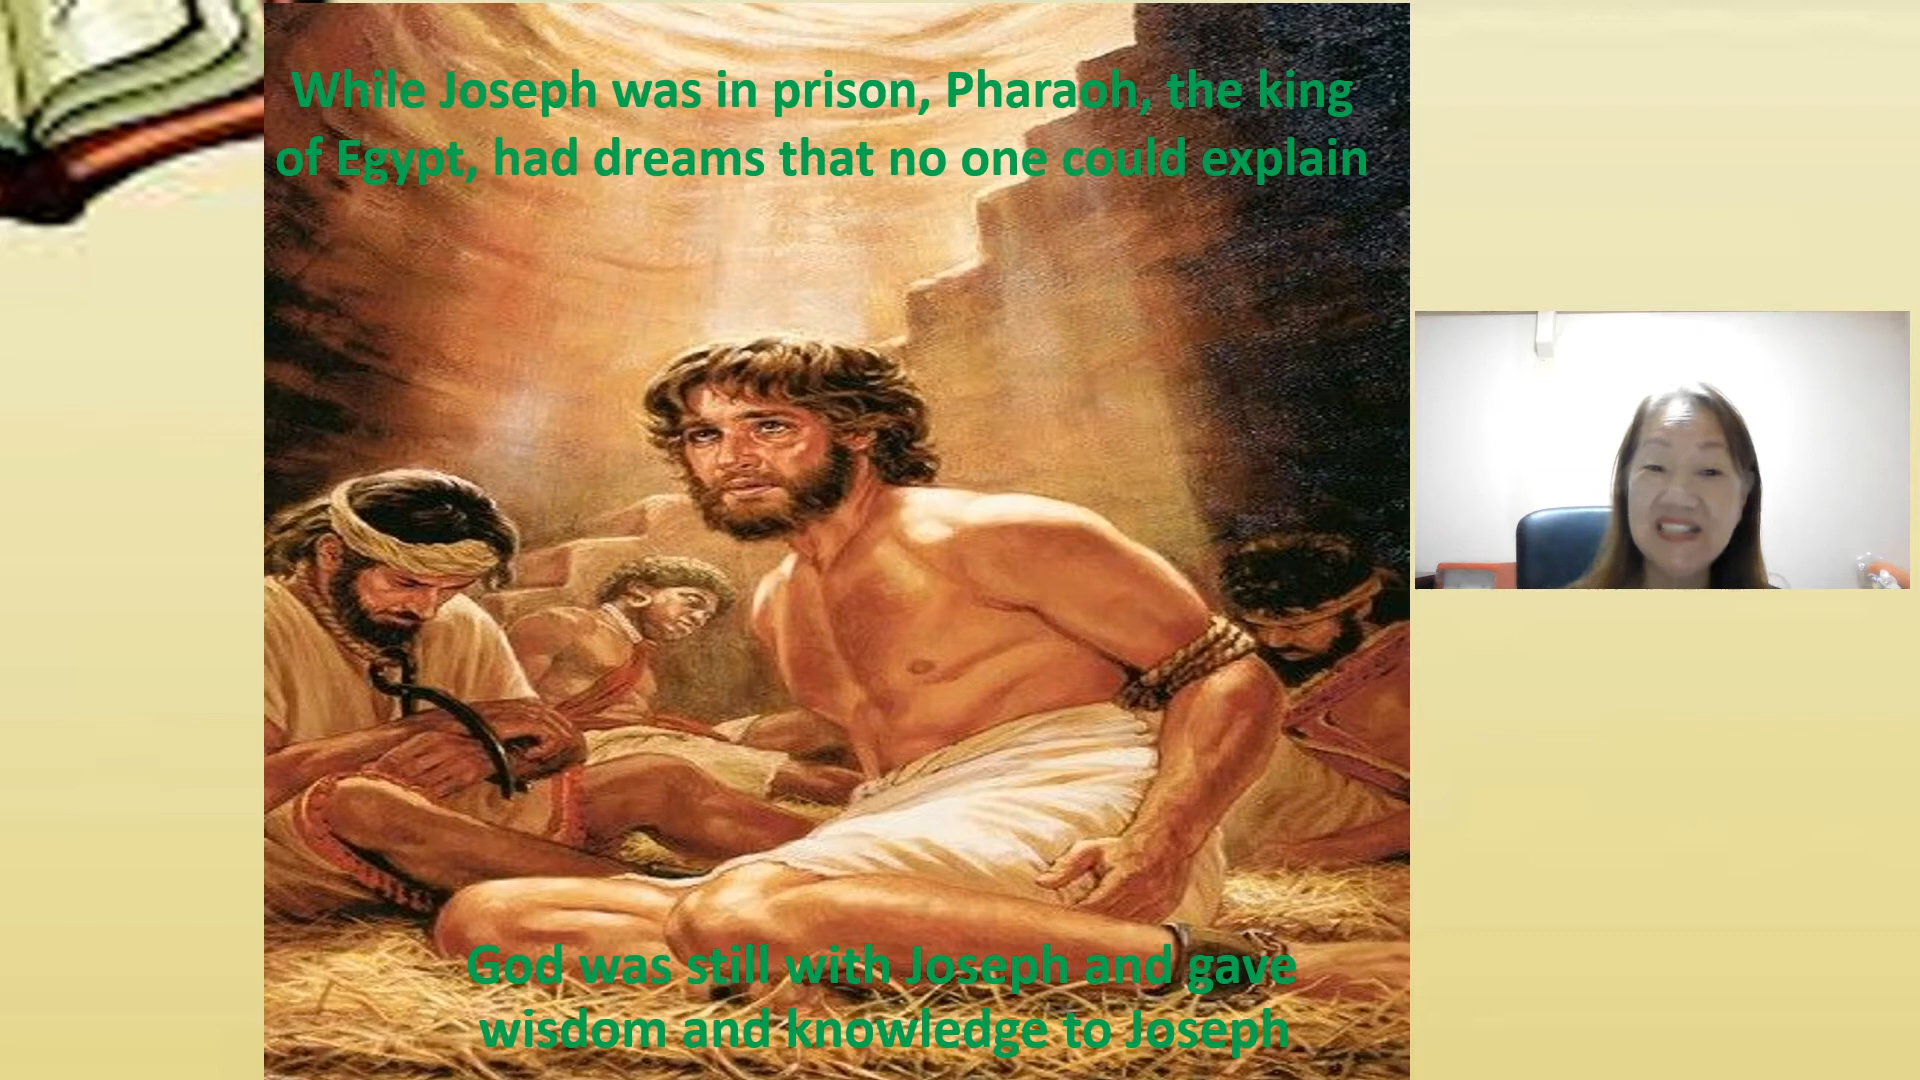 While Joseph was in prison, Pharaoh, the king
of Egypt, had dreams that no one could explain
God was still with Joseph and gave
wisdom and knowledge to Joseph